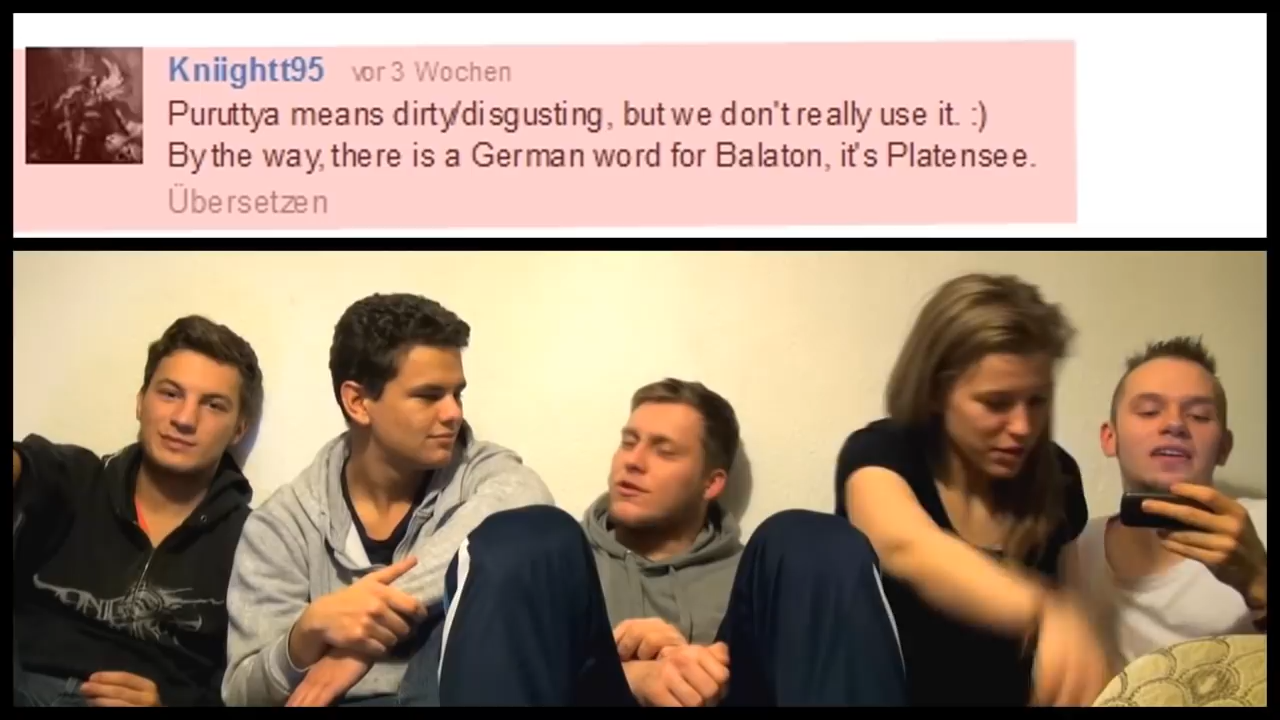 Kniightt95 vor 3 Wochen
Puruttya means dirty/disgusting, but we don't really use it. :)
By the way, there is a German word for Balaton, it's Platensee.
Übersetzen